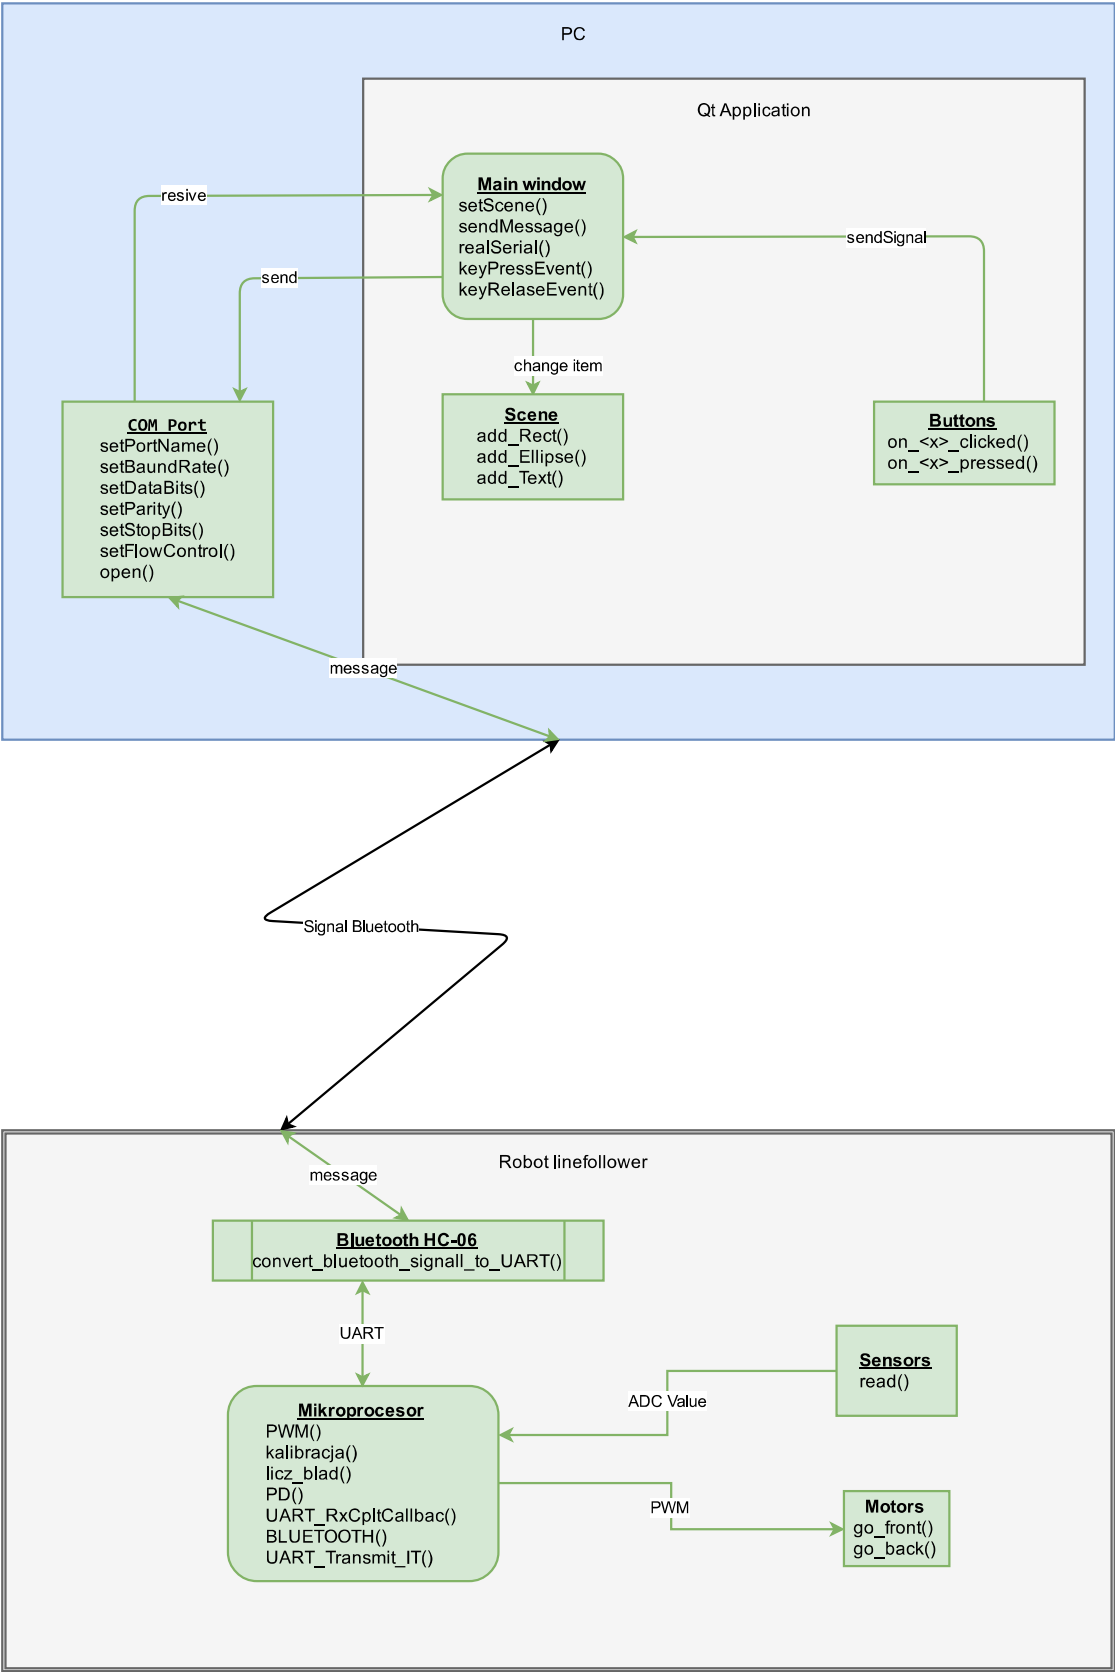 PC
Qt Application
Main window
setScene()
sendMessage()
realSerial()
keyPressEvent()
keyRelaseEvent()
resive
sendSignal
send
change item
COM Port
setPortName()
setBaundRate()
setDataBits()
setParity()
setStopBits()
setFlowControl()
open()
Scene
add_Rect()
add_Ellipse()
add_Text()
Buttons
on_<x>_clicked()
on_<x>_pressed()
message
Signal Bluetooth
Robot linefollower
message
Bluetooth HC-06
convert_bluetooth_signall_to_UART()
UART
Sensors
read()
ADC Value
Mikroprocesor
PWM()
kalibracja()
licz_blad()
PD()
UART_RxCpltCallbac()
BLUETOOTH()
UART_Transmit_IT()
PWM
Motors
go_front()
go_back()